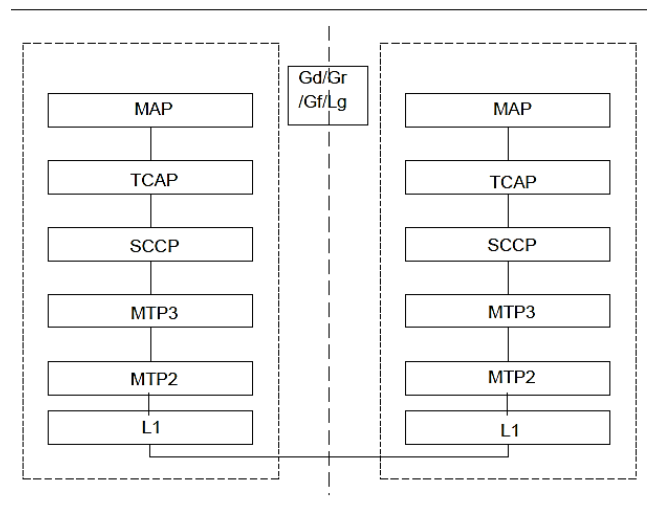 Gd/Gr
/Gf/Lg
MAP
TCAP
SCCP
MTP3
MTP2
L1
MAP
TCAP
SCCP
MTP3
MTP2
L1